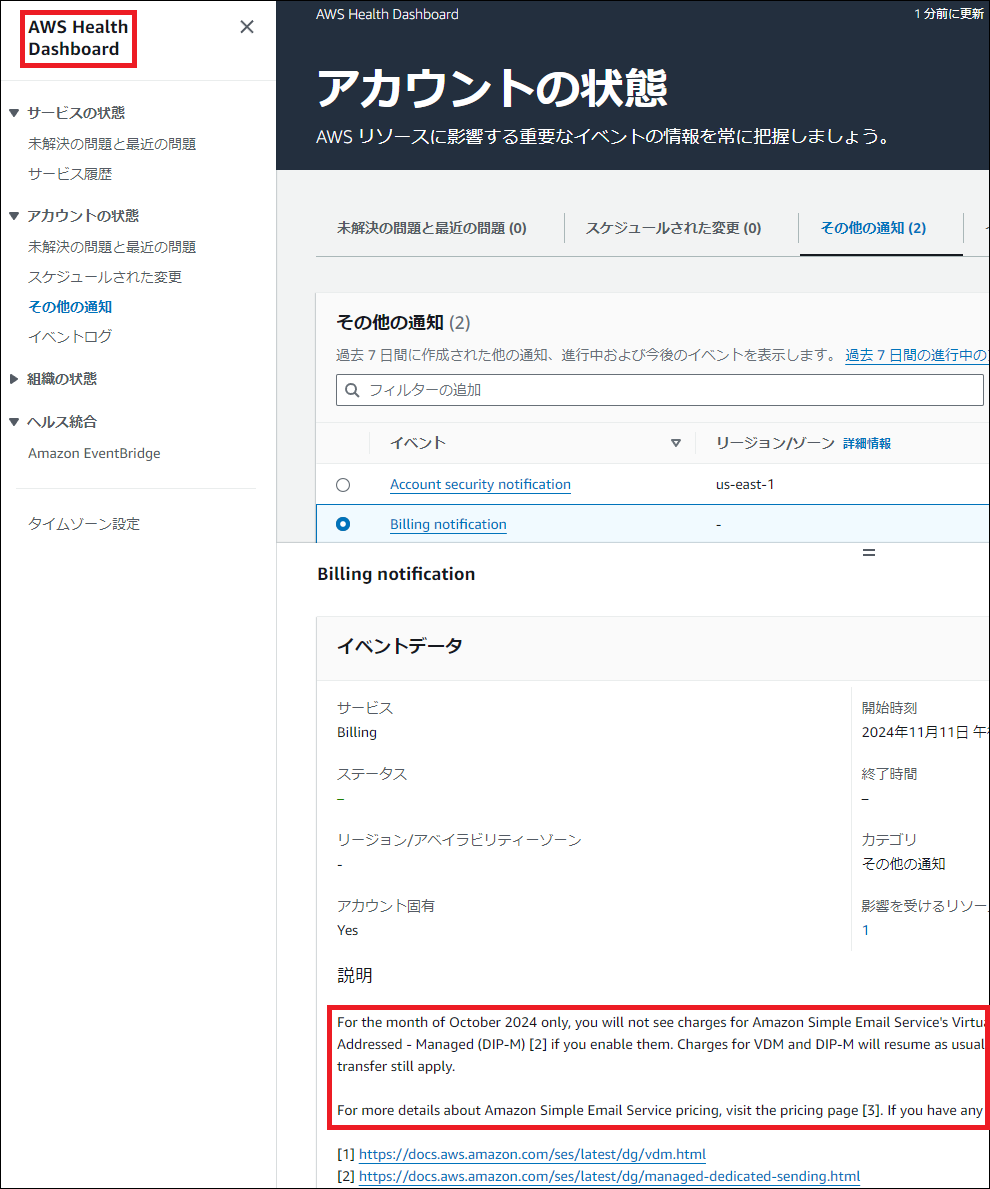 AWS Health
Dashboard
サービスの状態
未解決の問題と最近の問題
サービス履歴
アカウントの状態
未解決の問題と最近の問題
スケジュールされた変更
その他の通知
イベントログ
組織の状態
ヘルス統合
Amazon EventBridge
タイムゾーン設定
AWS Health Dashboard
1 分前に更新
アカウントの状態
AWS リソースに影響する重要なイベントの情報を常に把握しましょう。
未解決の問題と最近の問題 (0)
スケジュールされた変更 (0)
その他の通知 (2)
その他の通知 (2)
過去 7 日間に作成された他の通知、進行中および今後のイベントを表示します。 過去 7 日間の進行中の
フィルターの追加
イベント
リージョン/ゾーン 詳細情報
Account security notification
us-east-1
Billing notification
-
Billing notification
イベントデータ
サービス
Billing
ステータス
–
リージョン/アベイラビリティーゾーン
-
アカウント固有
Yes
開始時刻
2024年11月11日 午
終了時間
–
カテゴリ
その他の通知
影響を受けるリソー
1
説明
For the month of October 2024 only, you will not see charges for Amazon Simple Email Service's Virtu
Addressed - Managed (DIP-M) [2] if you enable them. Charges for VDM and DIP-M will resume as usual
transfer still apply.
For more details about Amazon Simple Email Service pricing, visit the pricing page [3]. If you have any
[1] https://docs.aws.amazon.com/ses/latest/dg/vdm.html
[2] https://docs.aws.amazon.com/ses/latest/dg/managed-dedicated-sending.html